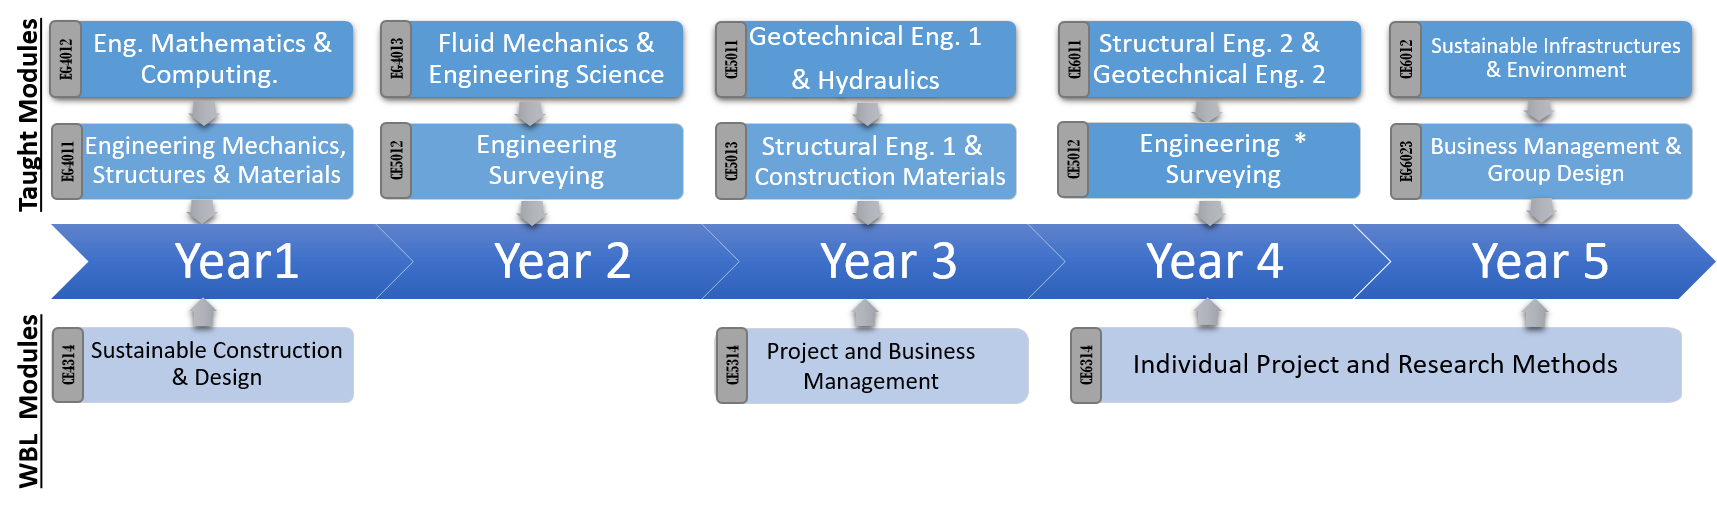 Taught Modules
EG4012
Eng. Mathematics &
Computing.
EG4013
Fluid Mechanics &
Engineering Science
CE5011
Geotechnical Eng. 1
& Hydraulics
CE6011
Structural Eng. 2 &
Geotechnical Eng. 2
CE6012
Sustainable Infrastructures
& Environment
EG4011
Engineering Mechanics,
Structures & Materials
CE5012
Engineering
Surveying
CE5013
Structural Eng. 1 &
Construction Materials
CE5012
Engineering *
Surveying
EG6023
Business Management &
Group Design
Year1
Year 2
Year 3
Year 4
Year 5
WBL Modules
CE4314
Sustainable Construction
& Design
CE5314
Project and Business
Management
CE6314
Individual Project and Research Methods